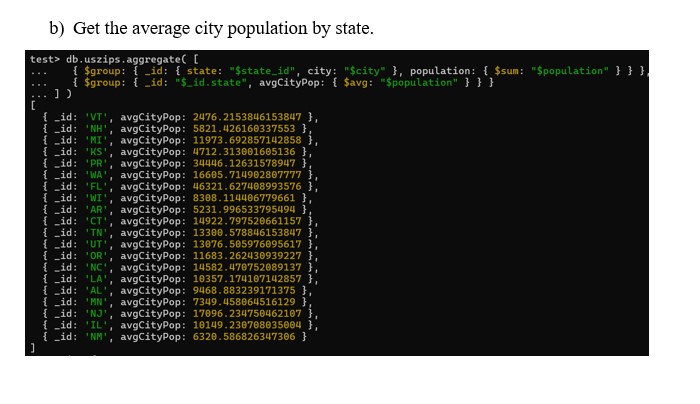 b) Get the average city population by state.
test> db.uszips.aggregate( [
... { $group: { _id: { state: "$state_id", city: "$city" }, population: { $sum: "$population" } } },
... { $group: { _id: "$_id.state", avgCityPop: { $avg: "$population" } } }
... ] )
[
{ _id: 'VT', avgCityPop: 2476.2153846153847 },
{ _id: 'NH', avgCityPop: 5821.426160337553 },
{ _id: 'MI', avgCityPop: 11973.692857142858 },
{ _id: 'KS', avgCityPop: 4712.313001605136 },
{ _id: 'PR', avgCityPop: 34446.12631578947 },
{ _id: 'WA', avgCityPop: 16605.714902807777 },
{ _id: 'FL', avgCityPop: 46321.627408993576 },
{ _id: 'WI', avgCityPop: 8308.114406779661 },
{ _id: 'AR', avgCityPop: 5231.996533795494 },
{ _id: 'CT', avgCityPop: 14922.797520661157 },
{ _id: 'TN', avgCityPop: 13300.578846153847 },
{ _id: 'UT', avgCityPop: 13076.505976095617 },
{ _id: 'OR', avgCityPop: 11683.262430939227 },
{ _id: 'NC', avgCityPop: 14582.470752089137 },
{ _id: 'LA', avgCityPop: 10357.174107142857 },
{ _id: 'AL', avgCityPop: 9468.883239171375 },
{ _id: 'MN', avgCityPop: 7349.458064516129 },
{ _id: 'NJ', avgCityPop: 17096.234750462107 },
{ _id: 'IL', avgCityPop: 10149.230708035004 },
{ _id: 'NM', avgCityPop: 6320.586826347306 }
]